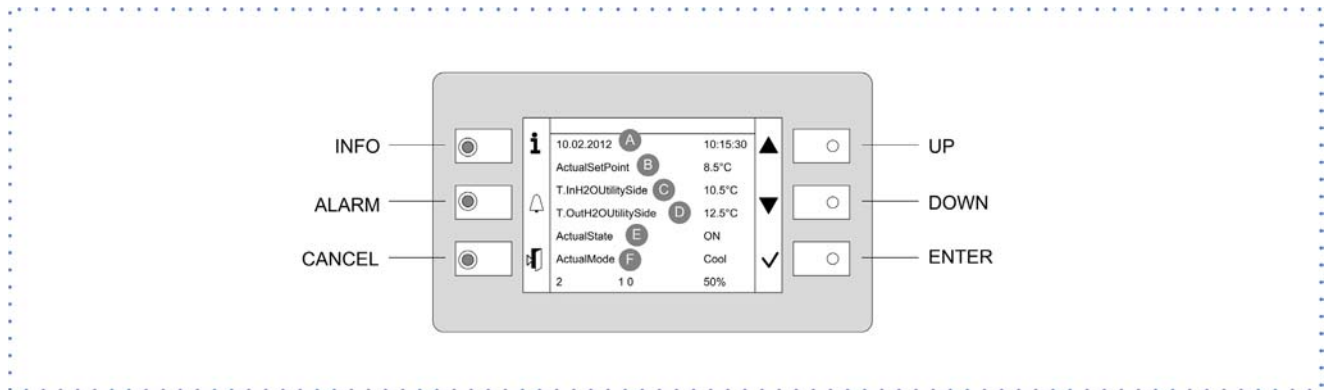 INFO
ALARM
CANCEL
i
10.02.2012 A 10:15:30
ActualSetPoint B 8.5°C
T.InH2OUtilitySide C 10.5°C
T.OutH2OUtilitySide D 12.5°C
ActualState E ON
ActualMode F Cool
2 1 0 50%
UP
DOWN
ENTER